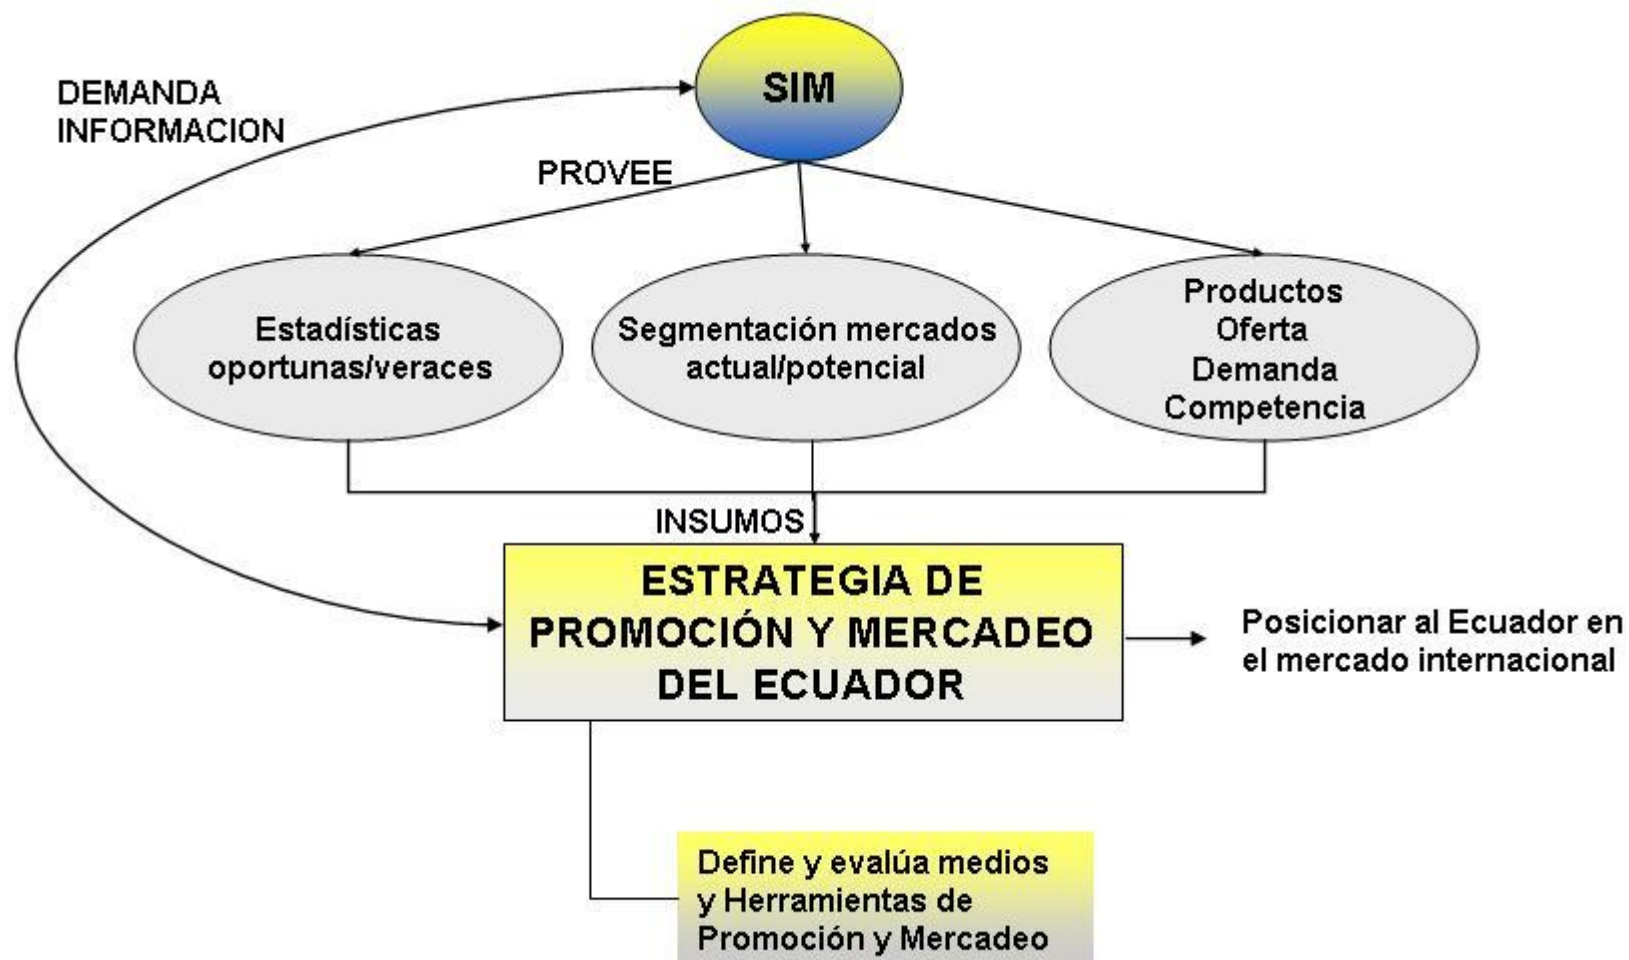 SIM
DEMANDA
INFORMACION
PROVEE
Estadísticas
oportunas/veraces
Segmentación mercados
actual/potencial
Productos
Oferta
Demanda
Competencia
INSUMOS
ESTRATEGIA DE
PROMOCIÓN Y MERCADEO
DEL ECUADOR
Posicionar al Ecuador en
el mercado internacional
Define y evalúa medios
y Herramientas de
Promoción y Mercadeo